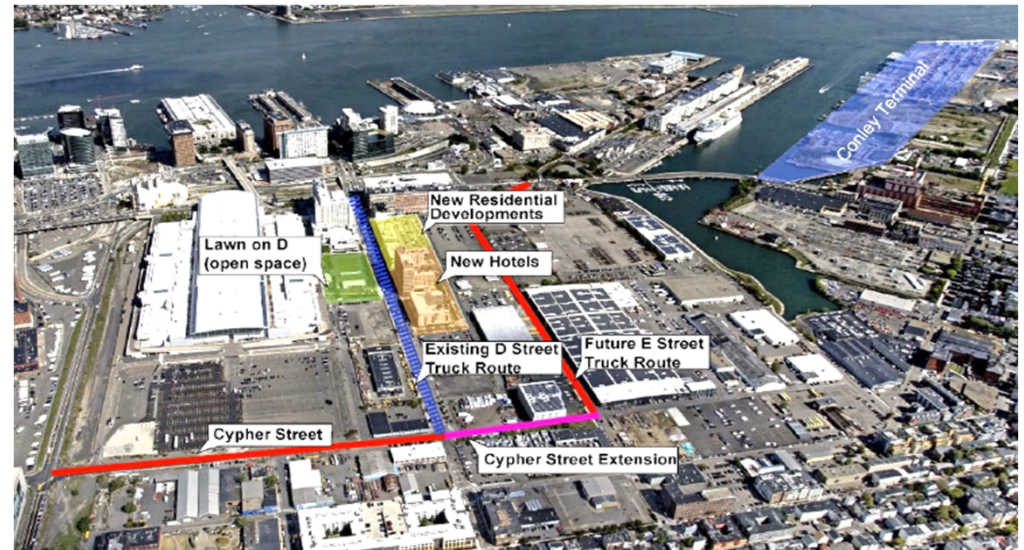 Conley Terminal
New Residential
Developments
Lawn on D
(open space)
New Hotels
Existing D Street
Truck Route
Future E Street
Truck Route
Cypher Street
Cypher Street Extension